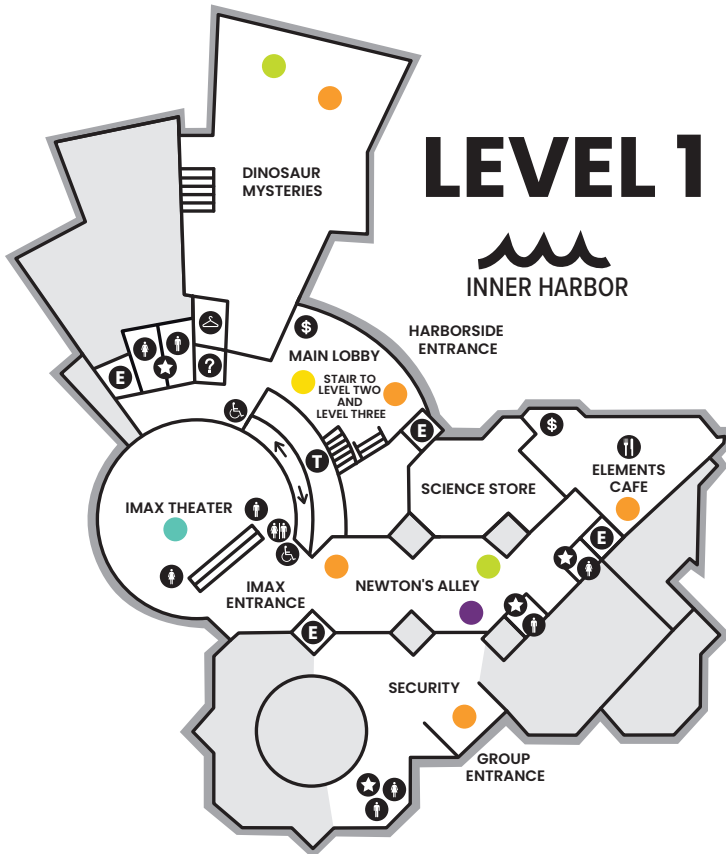 LEVEL 1
INNER HARBOR
DINOSAUR
MYSTERIES
$
HARBORSIDE
ENTRANCE
MAIN LOBBY
STAIR TO
LEVEL TWO
AND
LEVEL THREE
?
E
E
T
$
ELEMENTS
CAFE
SCIENCE STORE
IMAX THEATER
E
IMAX
ENTRANCE
NEWTON'S ALLEY
E
SECURITY
GROUP
ENTRANCE